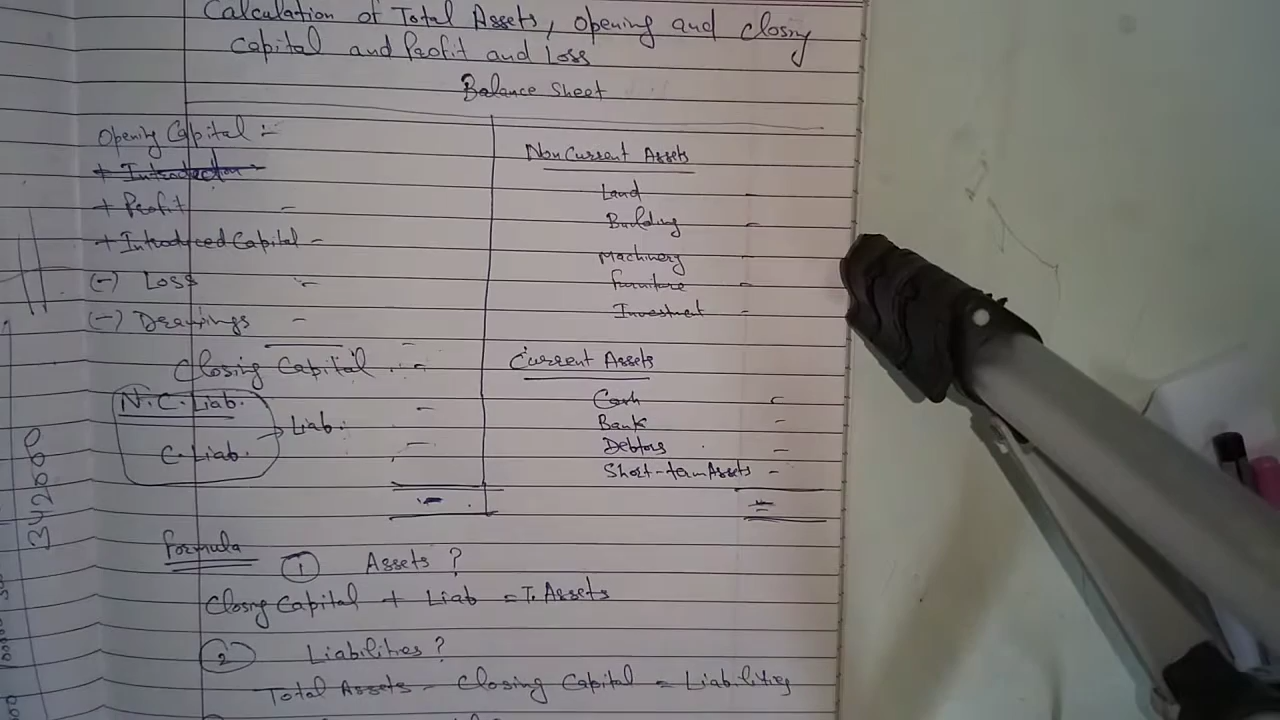 Calculation of Total Assets, opening and closing
Capital and Profit and Loss
Balance Sheet
Opening Capital :-
+ Profit -
+ Introduced Capital -
(-) Loss :-
(-) Drawings -
Closing Capital :-
N.C. Liab. -
C. Liab. -
Liab.
-
Non Current Assets
Land -
Building -
Machinery -
Furniture -
Investment -
Current Assets
Cash -
Bank -
Debtors -
Short-term Assets -
=
Formula
① Assets ?
Closing Capital + Liab = T. Assets
② Liabilities ?
Total Assets - Closing Capital = Liabilities
342000